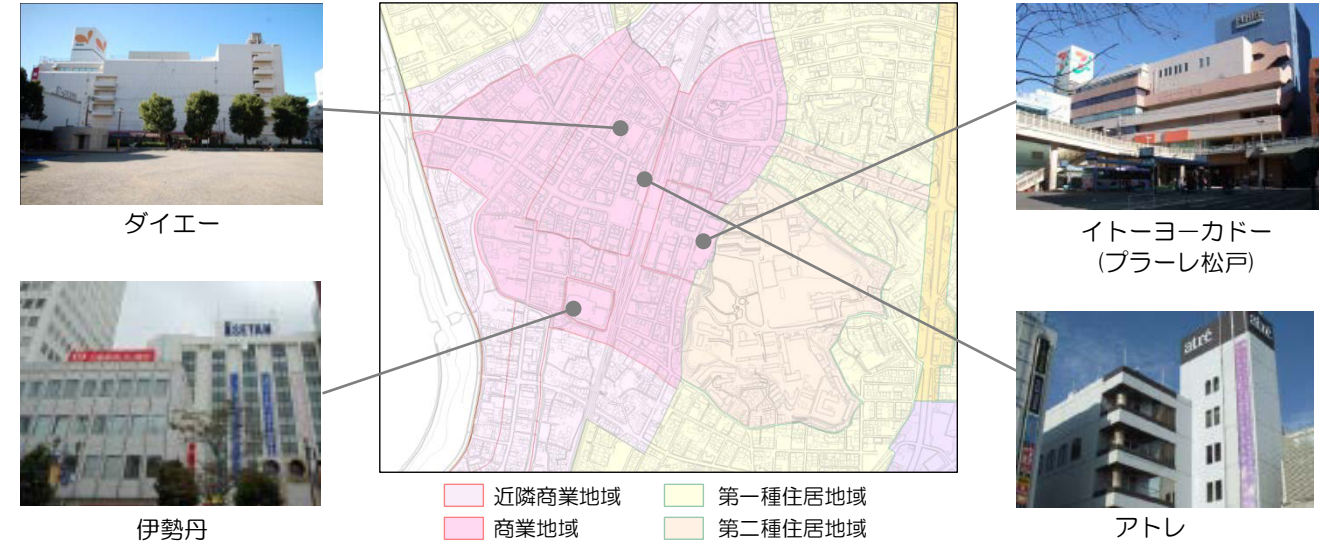 ダイエー
伊勢丹
ISETAN
近隣商業地域
商業地域
第一種住居地域
第二種住居地域
イトーヨーカドー
(プラーレ松戸)
atré
アトレ